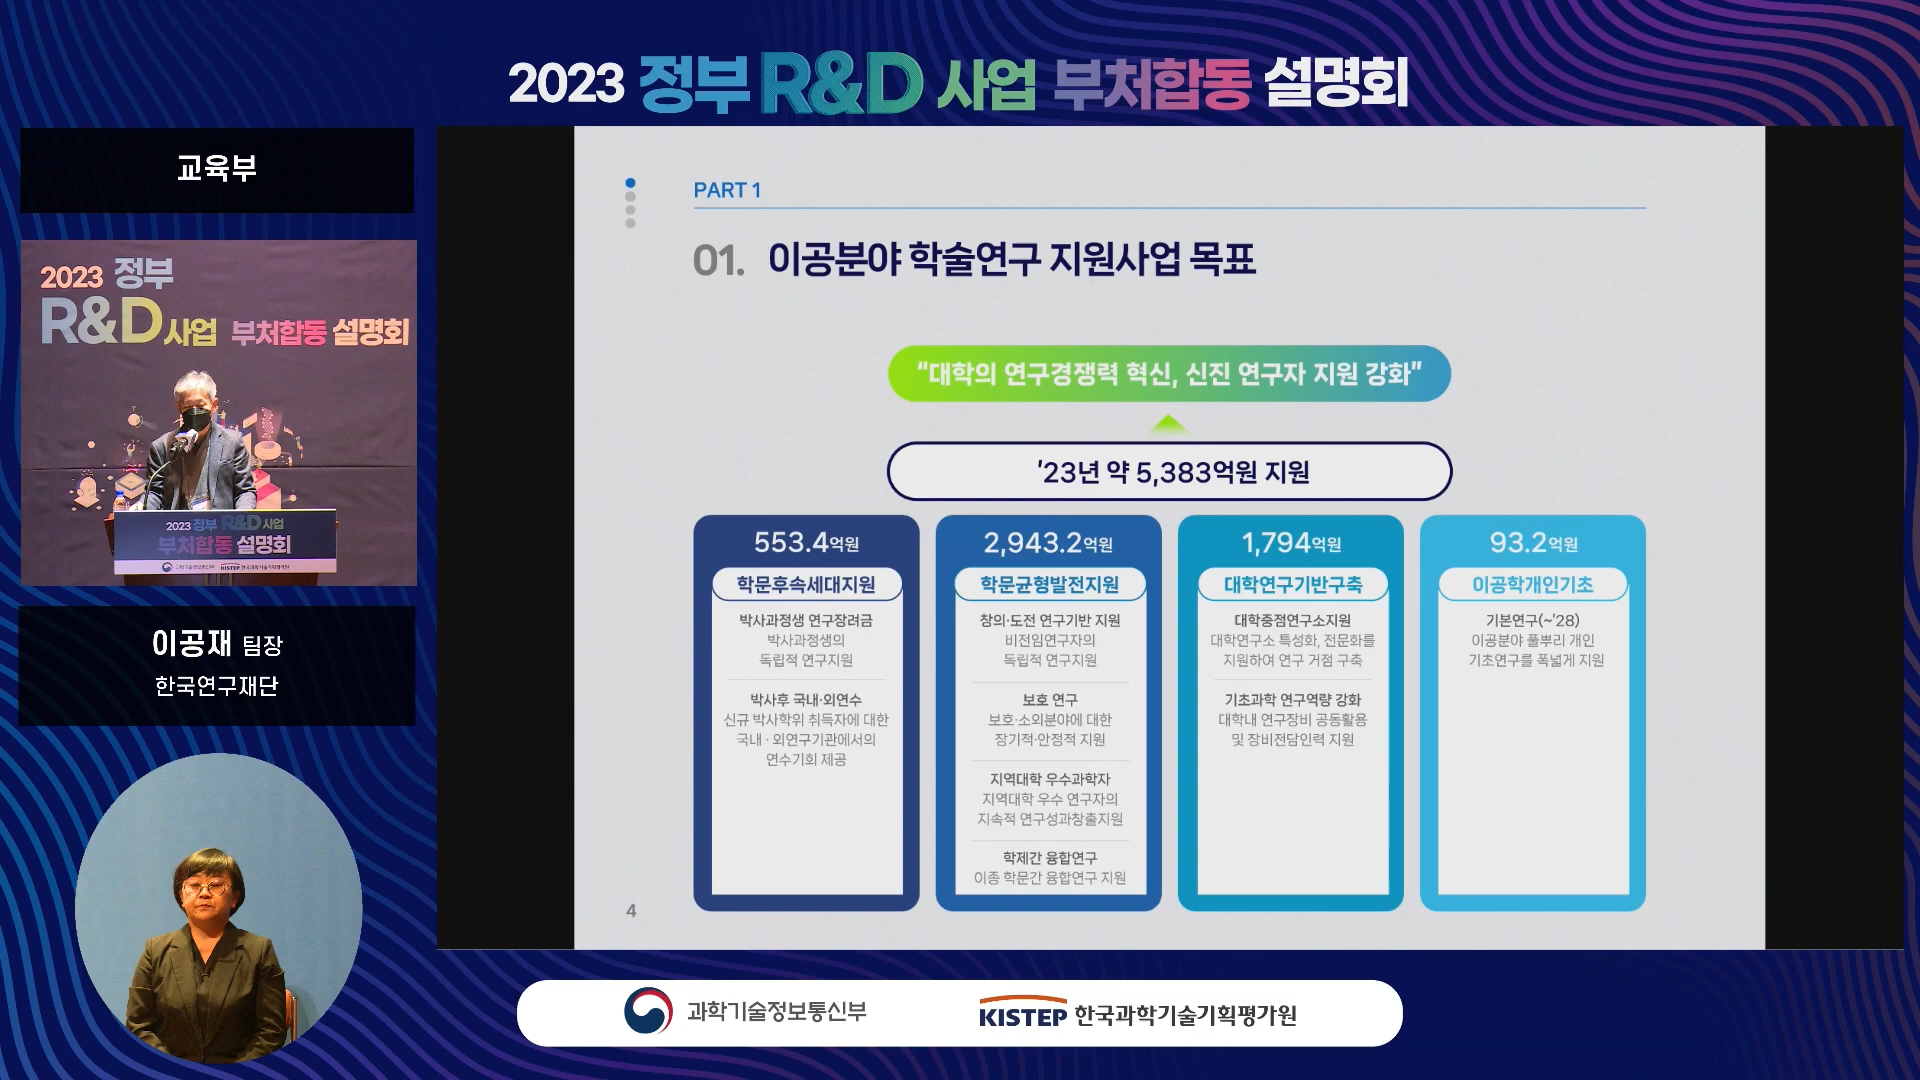 2023 정부 R&D 사업 부처합동 설명회
교육부
2023 정부
R&D 사업 부처합동 설명회
2023 정부 R&D 사업
부처합동 설명회
과학기술정보통신부 KISTEP 한국과학기술기획평가원
이공재 팀장
한국연구재단
PART 1
01. 이공분야 학술연구 지원사업 목표
“대학의 연구경쟁력 혁신, 신진 연구자 지원 강화”
’23년 약 5,383억원 지원
553.4억원
학문후속세대지원
박사과정생 연구장려금
박사과정생의
독립적 연구지원
박사후 국내·외연수
신규 박사학위 취득자에 대한
국내 · 외연구기관에서의
연수기회 제공
2,943.2억원
학문균형발전지원
창의·도전 연구기반 지원
비전임연구자의
독립적 연구지원
보호 연구
보호·소외분야에 대한
장기적·안정적 지원
지역대학 우수과학자
지역대학 우수 연구자의
지속적 연구성과창출지원
학제간 융합연구
이종 학문간 융합연구 지원
1,794억원
대학연구기반구축
대학중점연구소지원
대학연구소 특성화, 전문화를
지원하여 연구 거점 구축
기초과학 연구역량 강화
대학내 연구장비 공동활용
및 장비전담인력 지원
93.2억원
이공학개인기초
기본연구(~’28)
이공분야 풀뿌리 개인
기초연구를 폭넓게 지원
4
과학기술정보통신부
KISTEP 한국과학기술기획평가원